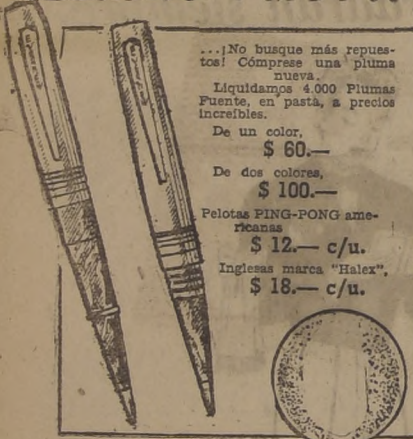 ...¡No busque más repues-
tos! Cómprese una pluma
nueva.
Liquidamos 4.000 Plumas
Fuente, en pasta, a precios
increíbles.
De un color,
$ 60.—
De dos colores,
$ 100.—
Pelotas PING-PONG ame-
ricanas
$ 12.— c/u.
Inglesas marca "Halex",
$ 18.— c/u.